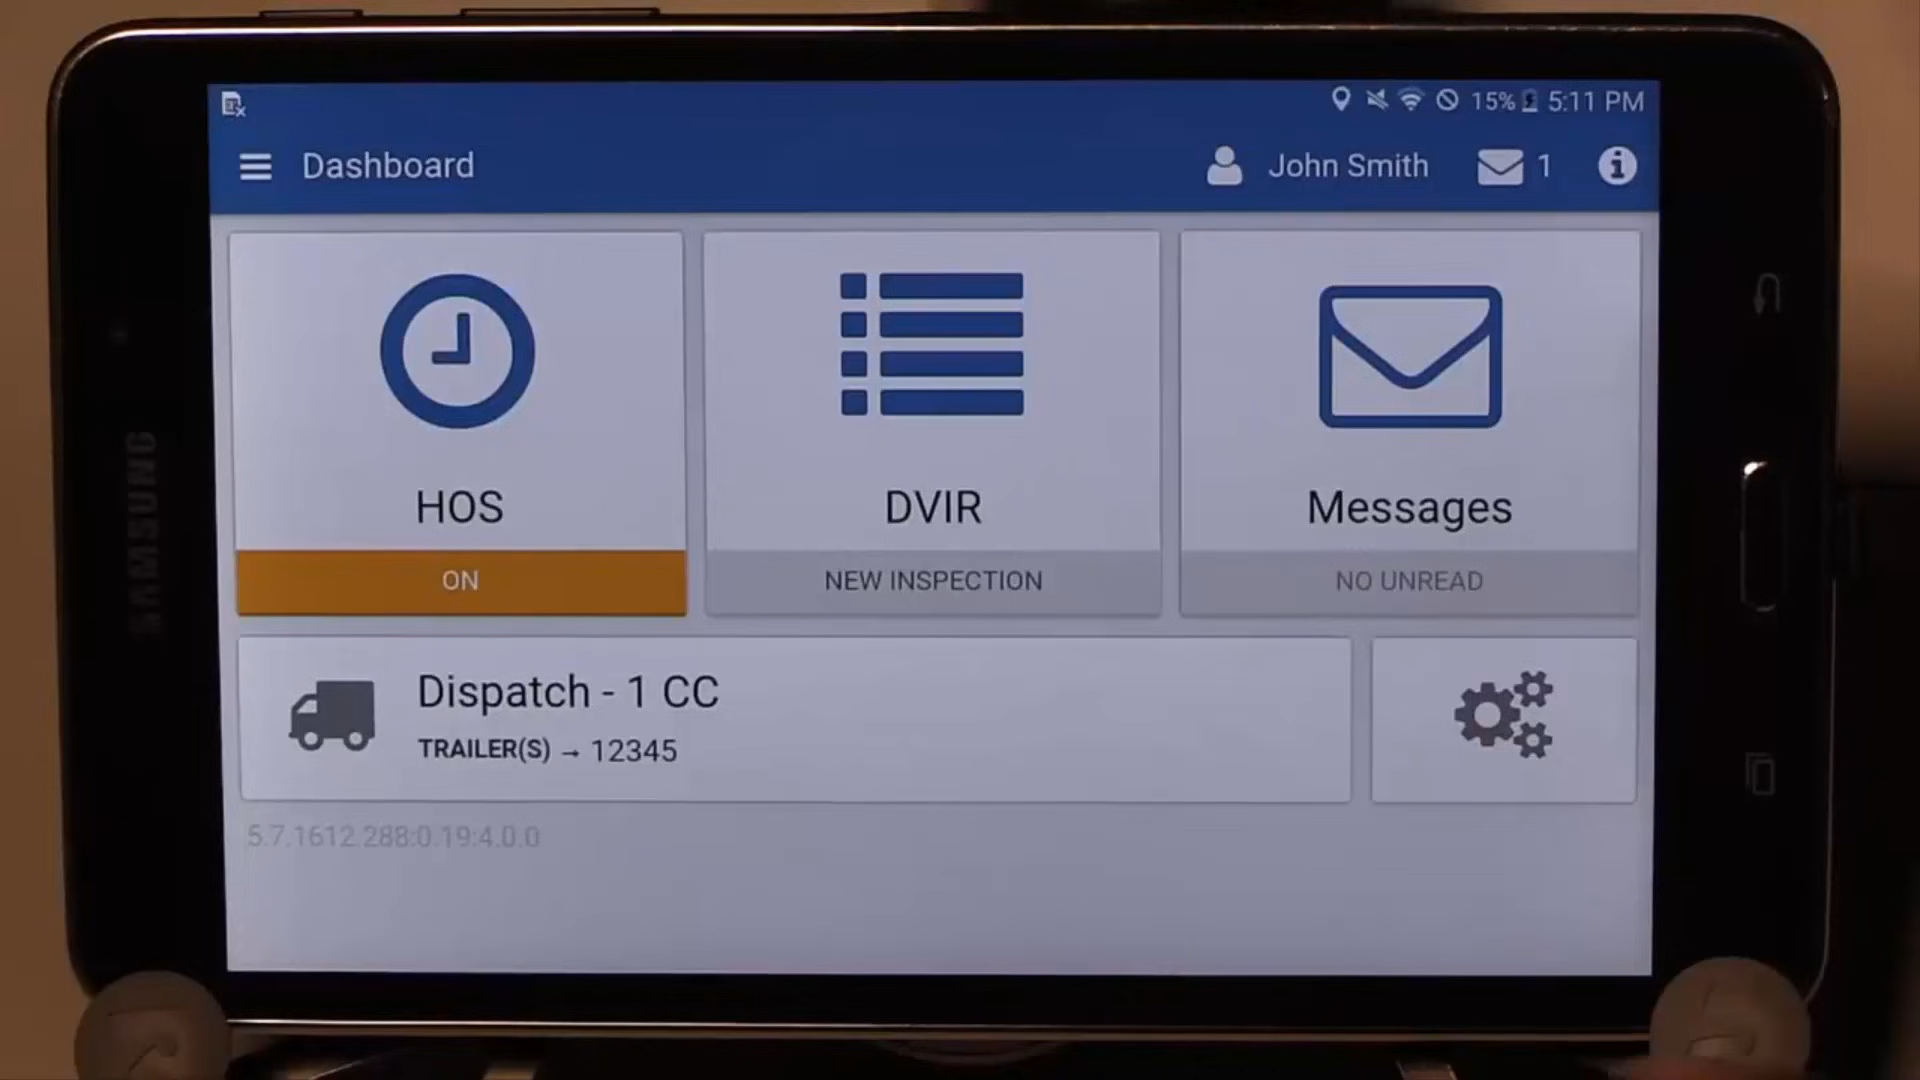 15% 5:11 PM
Dashboard
John Smith 1
HOS
DVIR
Messages
ON
NEW INSPECTION
NO UNREAD
Dispatch - 1 CC
TRAILER(S) → 12345
5.7.1612.288:0.19:4.0.0
SAMSUNG